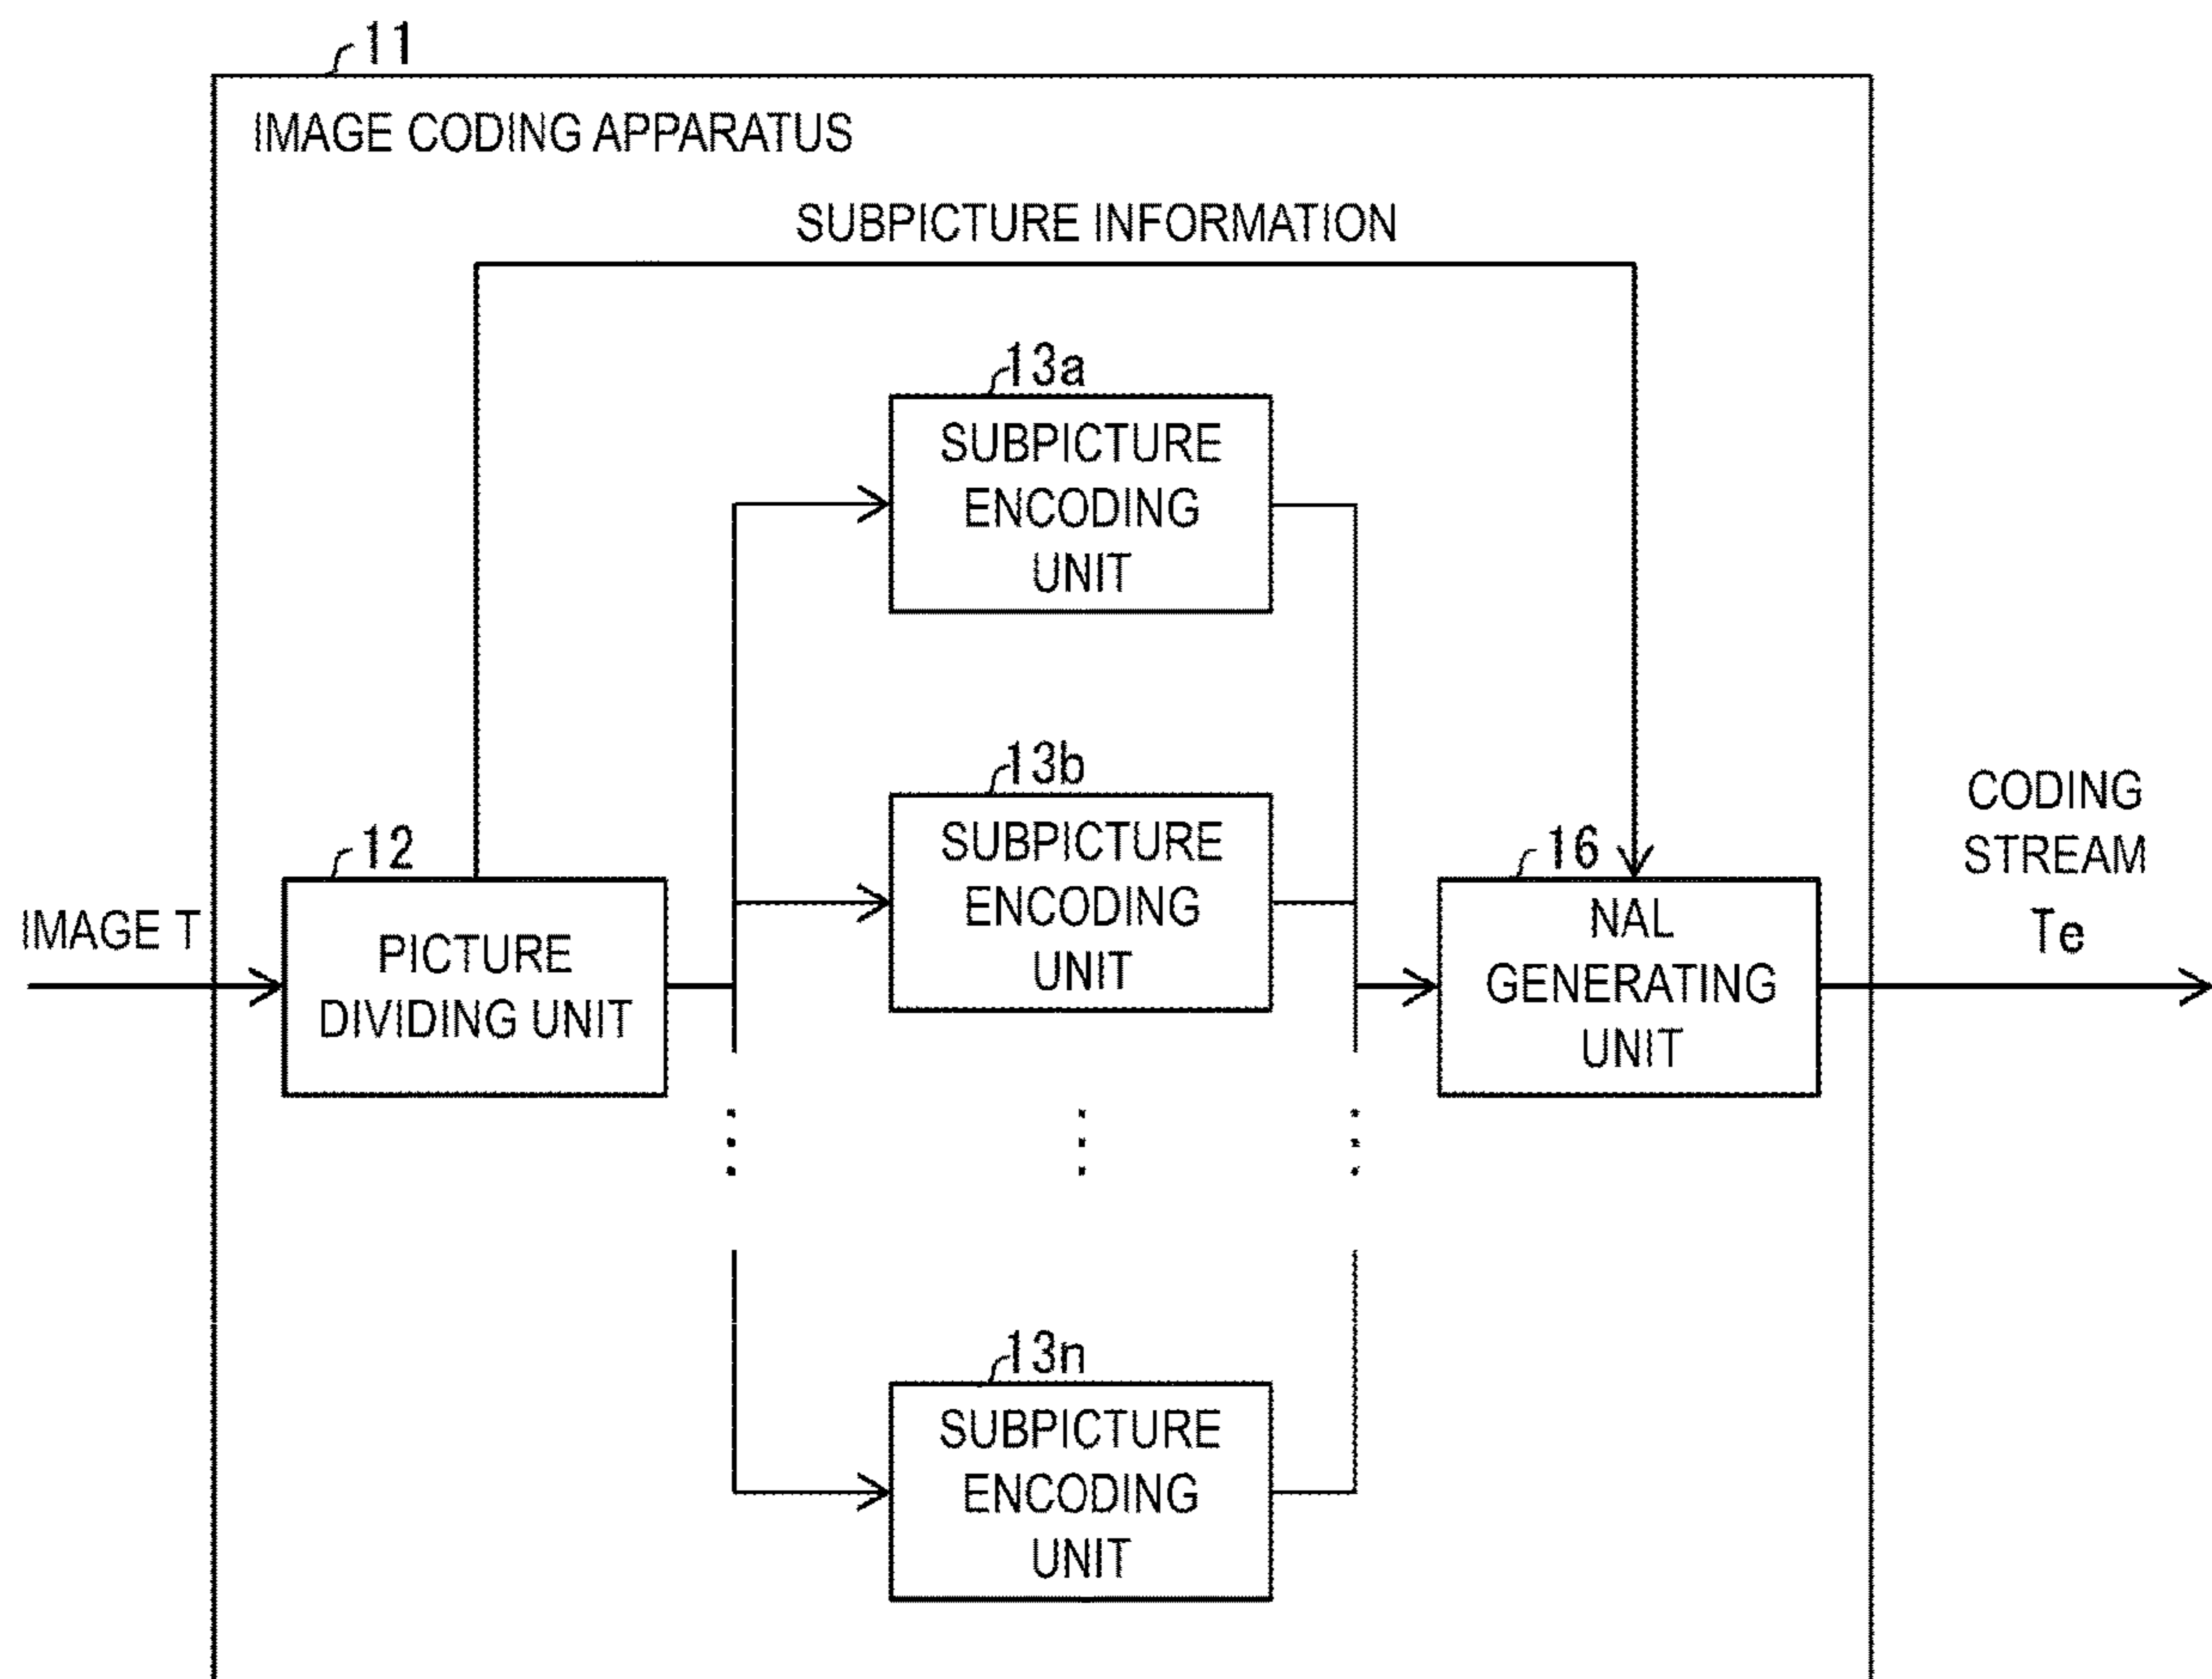 11
IMAGE CODING APPARATUS
SUBPICTURE INFORMATION
13a
SUBPICTURE
ENCODING
UNIT
13b
SUBPICTURE
ENCODING
UNIT
12
PICTURE
DIVIDING UNIT
IMAGE T
16
NAL
GENERATING
UNIT
CODING
STREAM
Te
13n
SUBPICTURE
ENCODING
UNIT